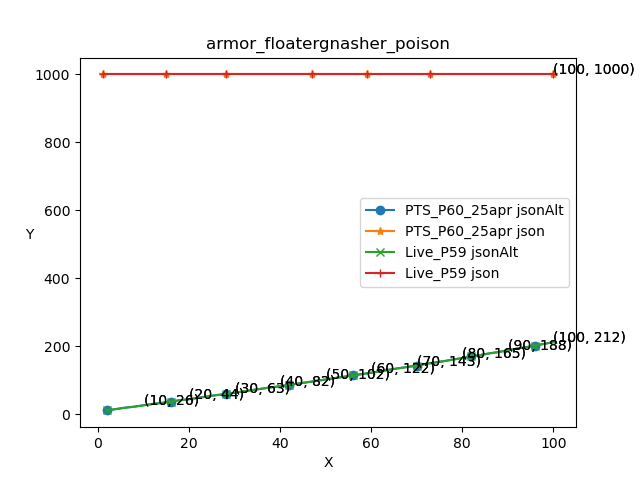 armor_floatergnasher_poison
1000
(100, 1000)
800
600
Y
400
200
0
PTS_P60_25apr jsonAlt
PTS_P60_25apr json
Live_P59 jsonAlt
Live_P59 json
(10, 26)
(20, 44)
(30, 63)
(40, 82)
(50, 102)
(60, 122)
(70, 143)
(80, 165)
(90, 188)
(100, 212)
0 20 40 60 80 100
X